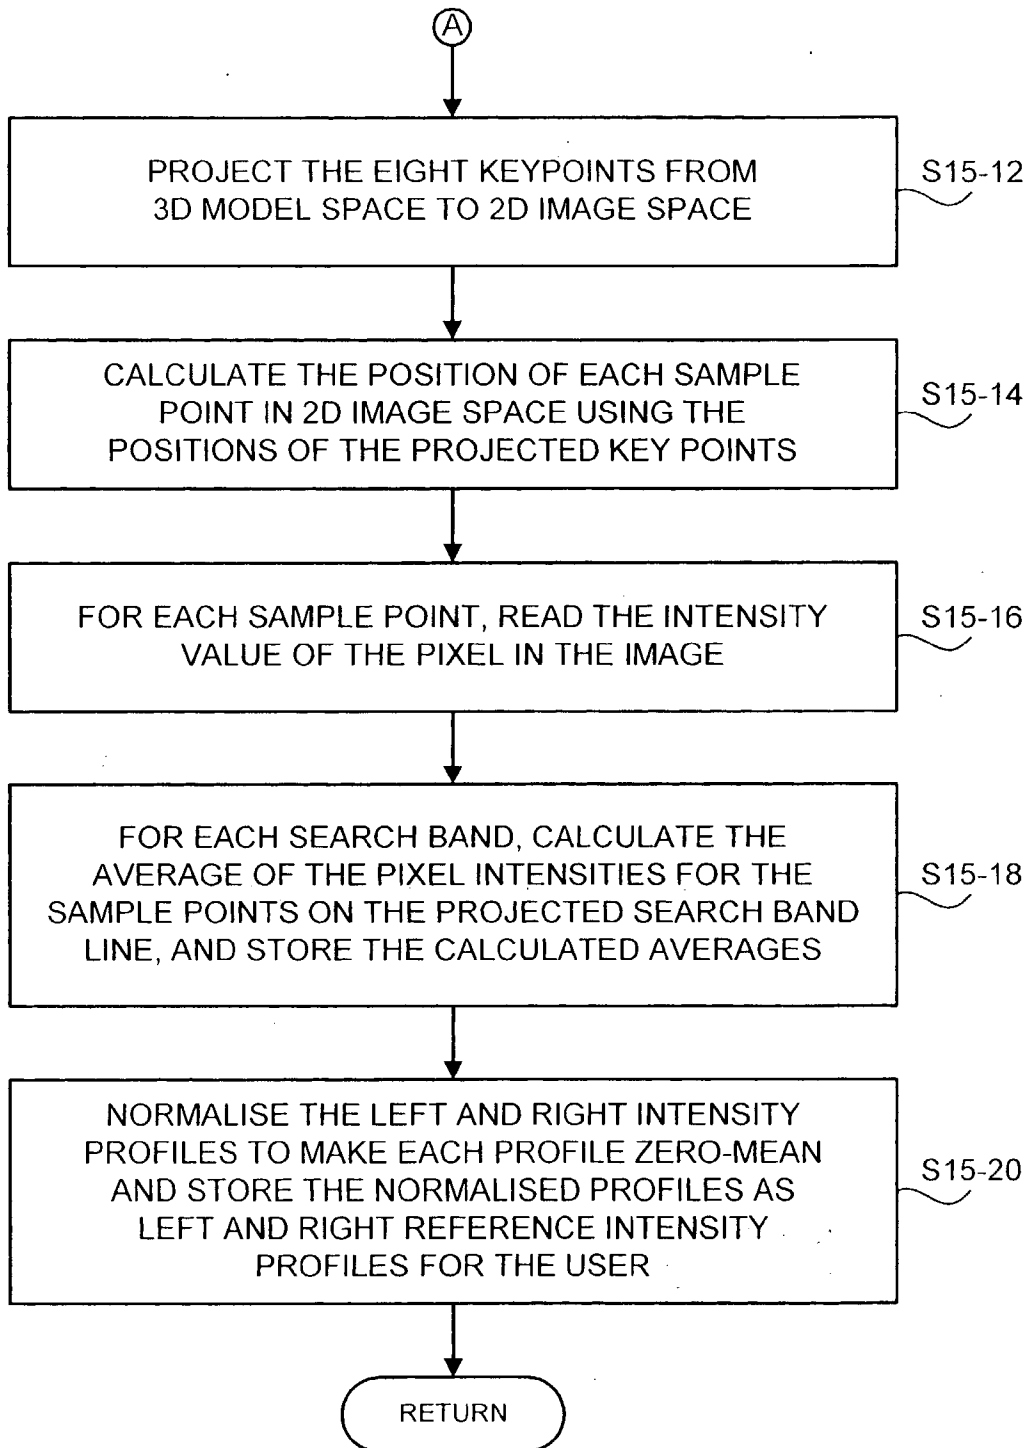 A
PROJECT THE EIGHT KEYPOINTS FROM
3D MODEL SPACE TO 2D IMAGE SPACE
S15-12
CALCULATE THE POSITION OF EACH SAMPLE
POINT IN 2D IMAGE SPACE USING THE
POSITIONS OF THE PROJECTED KEY POINTS
S15-14
FOR EACH SAMPLE POINT, READ THE INTENSITY
VALUE OF THE PIXEL IN THE IMAGE
S15-16
FOR EACH SEARCH BAND, CALCULATE THE
AVERAGE OF THE PIXEL INTENSITIES FOR THE
SAMPLE POINTS ON THE PROJECTED SEARCH BAND
LINE, AND STORE THE CALCULATED AVERAGES
S15-18
NORMALISE THE LEFT AND RIGHT INTENSITY
PROFILES TO MAKE EACH PROFILE ZERO-MEAN
AND STORE THE NORMALISED PROFILES AS
LEFT AND RIGHT REFERENCE INTENSITY
PROFILES FOR THE USER
S15-20
RETURN